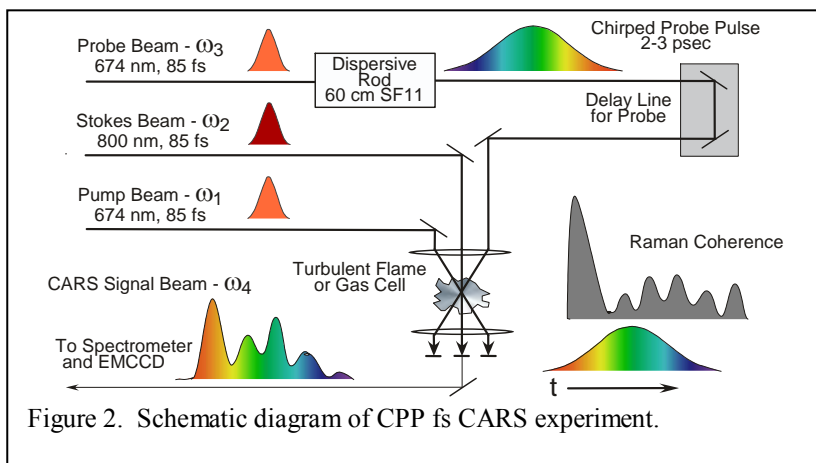 Probe Beam - ω3
674 nm, 85 fs
Dispersive
Rod
60 cm SF11
Chirped Probe Pulse
2-3 psec
Delay Line
for Probe
Stokes Beam - ω2
800 nm, 85 fs
Pump Beam - ω1
674 nm, 85 fs
CARS Signal Beam - ω4
Turbulent Flame
or Gas Cell
Raman Coherence
To Spectrometer
and EMCCD
t
Figure 2. Schematic diagram of CPP fs CARS experiment.